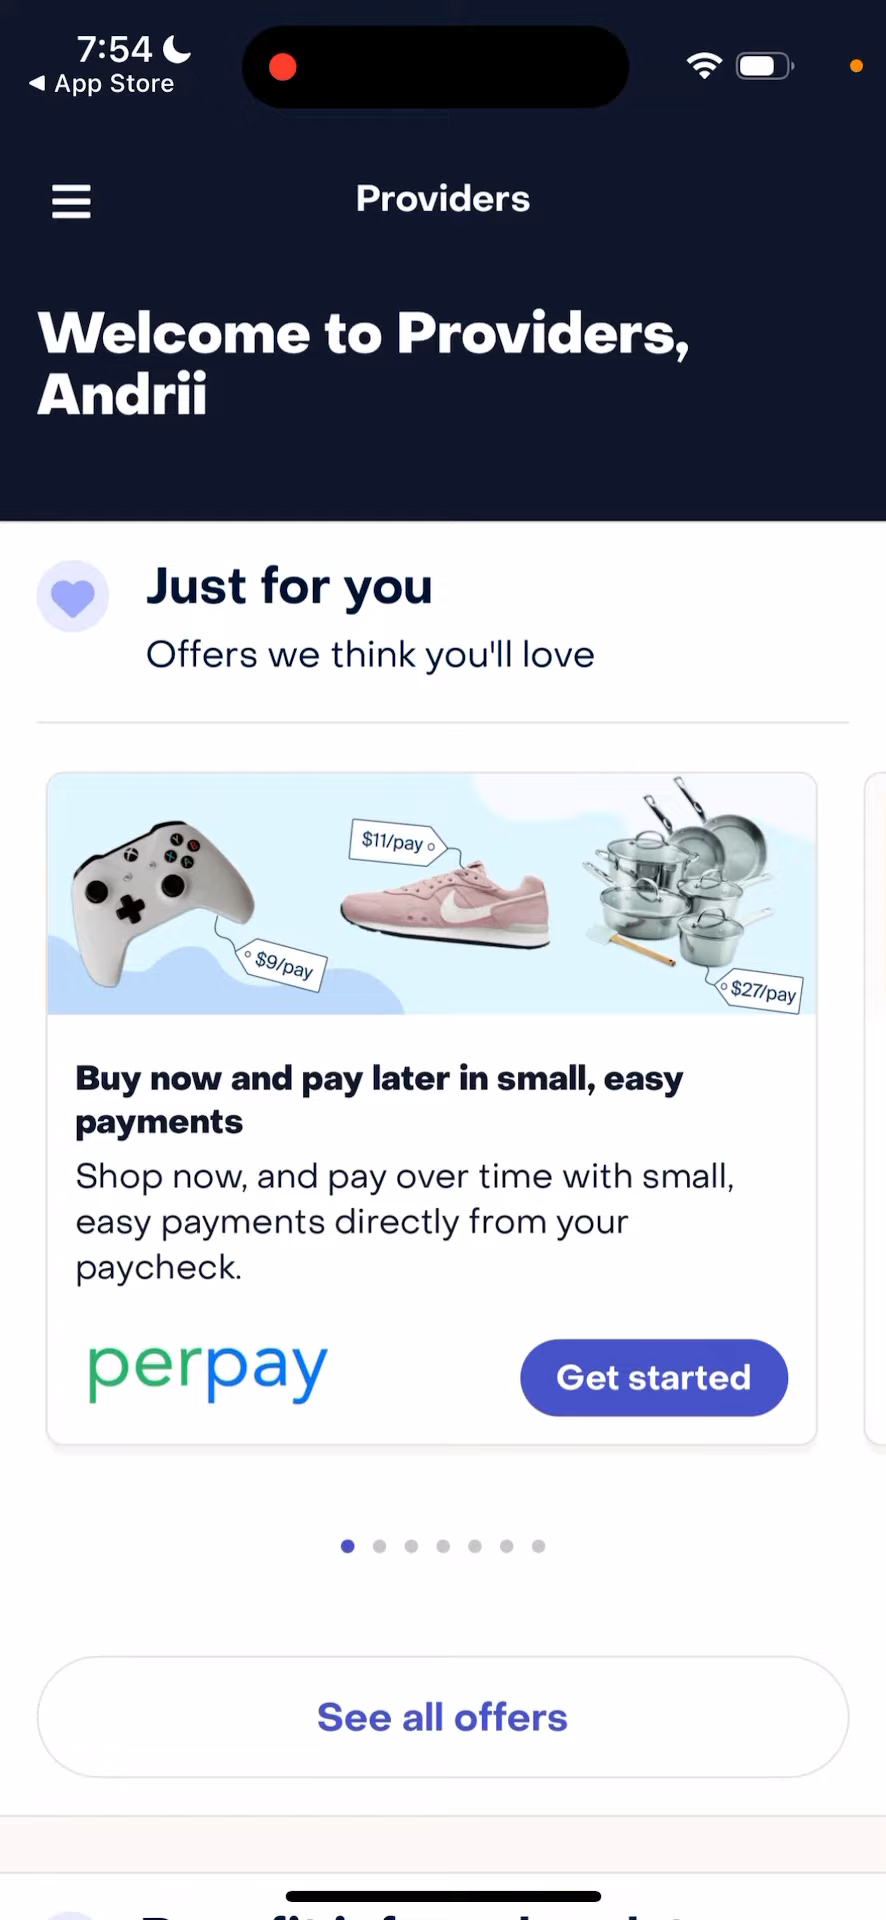 7:54
◀ App Store
Providers
Welcome to Providers,
Andrii
Just for you
Offers we think you'll love
$11/pay
$9/pay
$27/pay
Buy now and pay later in small, easy
payments
Shop now, and pay over time with small,
easy payments directly from your
paycheck.
perpay
Get started
See all offers